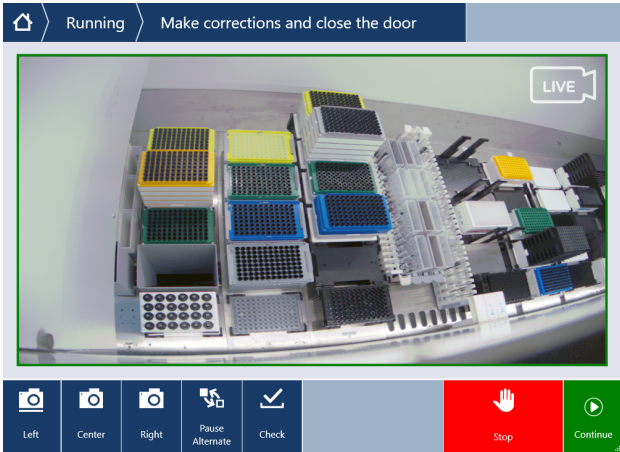 Running
Make corrections and close the door
LIVE
Left
Center
Right
Pause
Alternate
Check
Stop
Continue